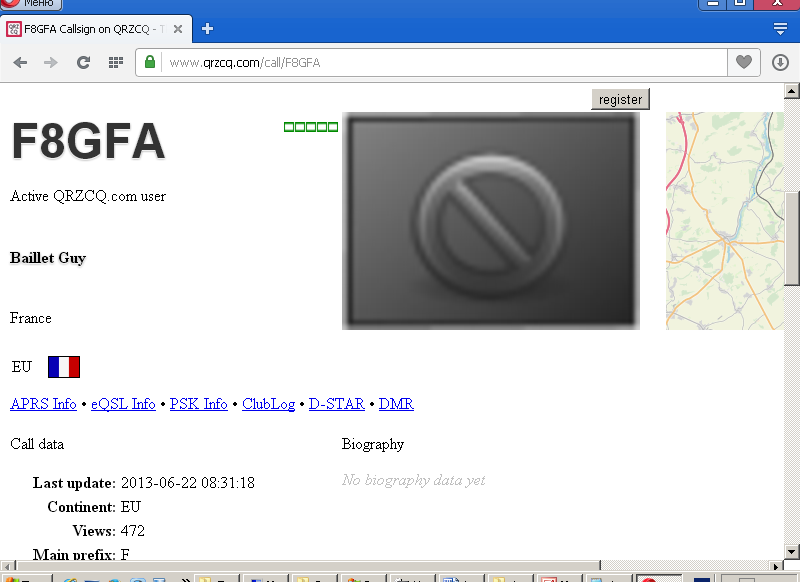 Меню
F8GFA Callsign on QRZCQ - T
www.qrzcq.com/call/F8GFA
register
F8GFA
Active QRZCQ.com user
Baillet Guy
France
EU
APRS Info • eQSL Info • PSK Info • ClubLog • D-STAR • DMR
Call data
Biography
Last update: 2013-06-22 08:31:18
No biography data yet
Continent: EU
Views: 472
Main prefix: F